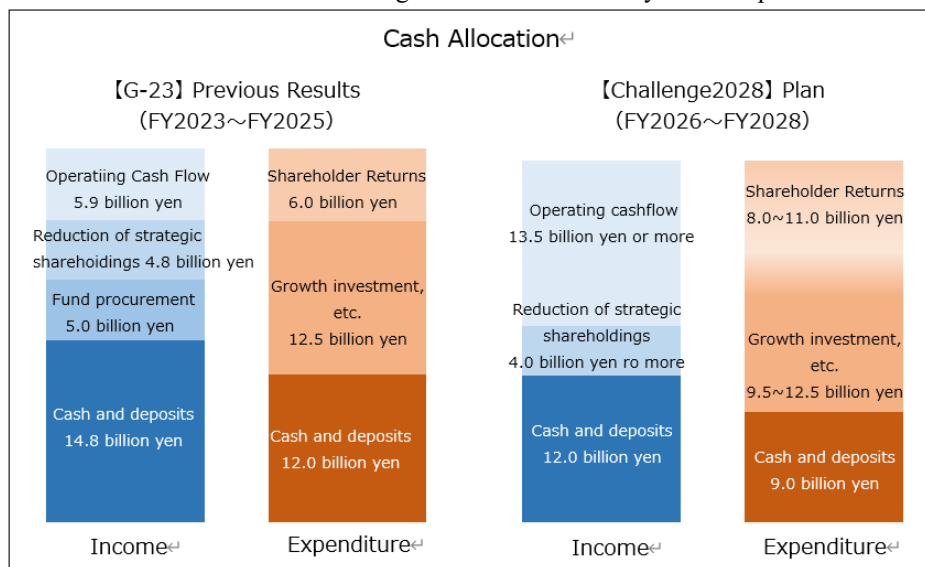 Cash Allocation↵
【G-23】 Previous Results
（FY2023～FY2025）
Operatiing Cash Flow
5.9 billion yen
Reduction of strategic
sharehoidings 4.8 billion yen
Fund procurement
5.0 billion yen
Cash and deposits
14.8 billion yen
Income↵
Shareholder Returns
6.0 billion yen
Growth investment,
etc.
12.5 billion yen
Cash and deposits
12.0 billion yen
Expenditure↵
【Challenge2028】 Plan
（FY2026～FY2028）
Operating cashflow
13.5 billion yen or more
Reduction of strategic
shareholdings
4.0 billion yen ro more
Cash and deposits
12.0 billion yen
Income↵
Shareholder Returns
8.0~11.0 billion yen
Growth investment,
etc.
9.5~12.5 billion yen
Cash and deposits
9.0 billion yen
Expenditure↵